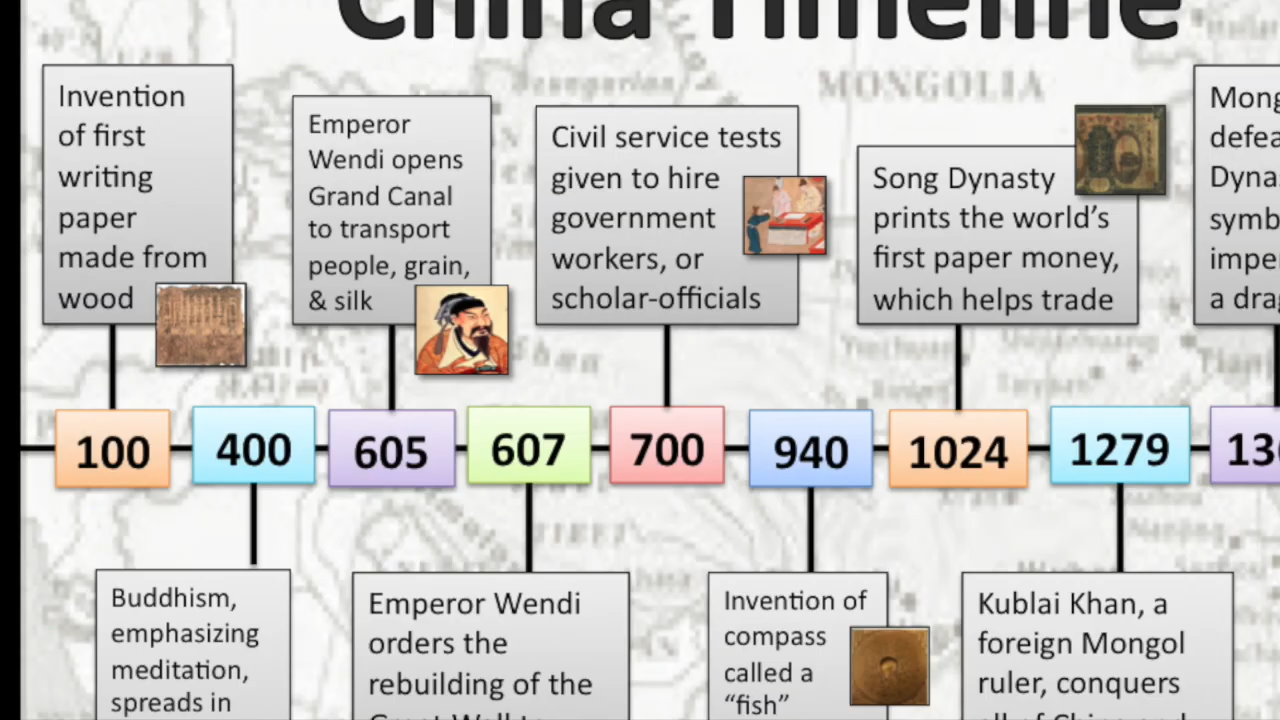 China Timeline
MONGOLIA
Invention
of first
writing
paper
made from
wood
Emperor
Wendi opens
Grand Canal
to transport
people, grain,
& silk
Civil service tests
given to hire
government
workers, or
scholar-officials
Song Dynasty
prints the world’s
first paper money,
which helps trade
100
400
605
607
700
940
1024
1279
Buddhism,
emphasizing
meditation,
spreads in
Emperor Wendi
orders the
rebuilding of the
Invention of
compass
called a
“fish”
Kublai Khan, a
foreign Mongol
ruler, conquers